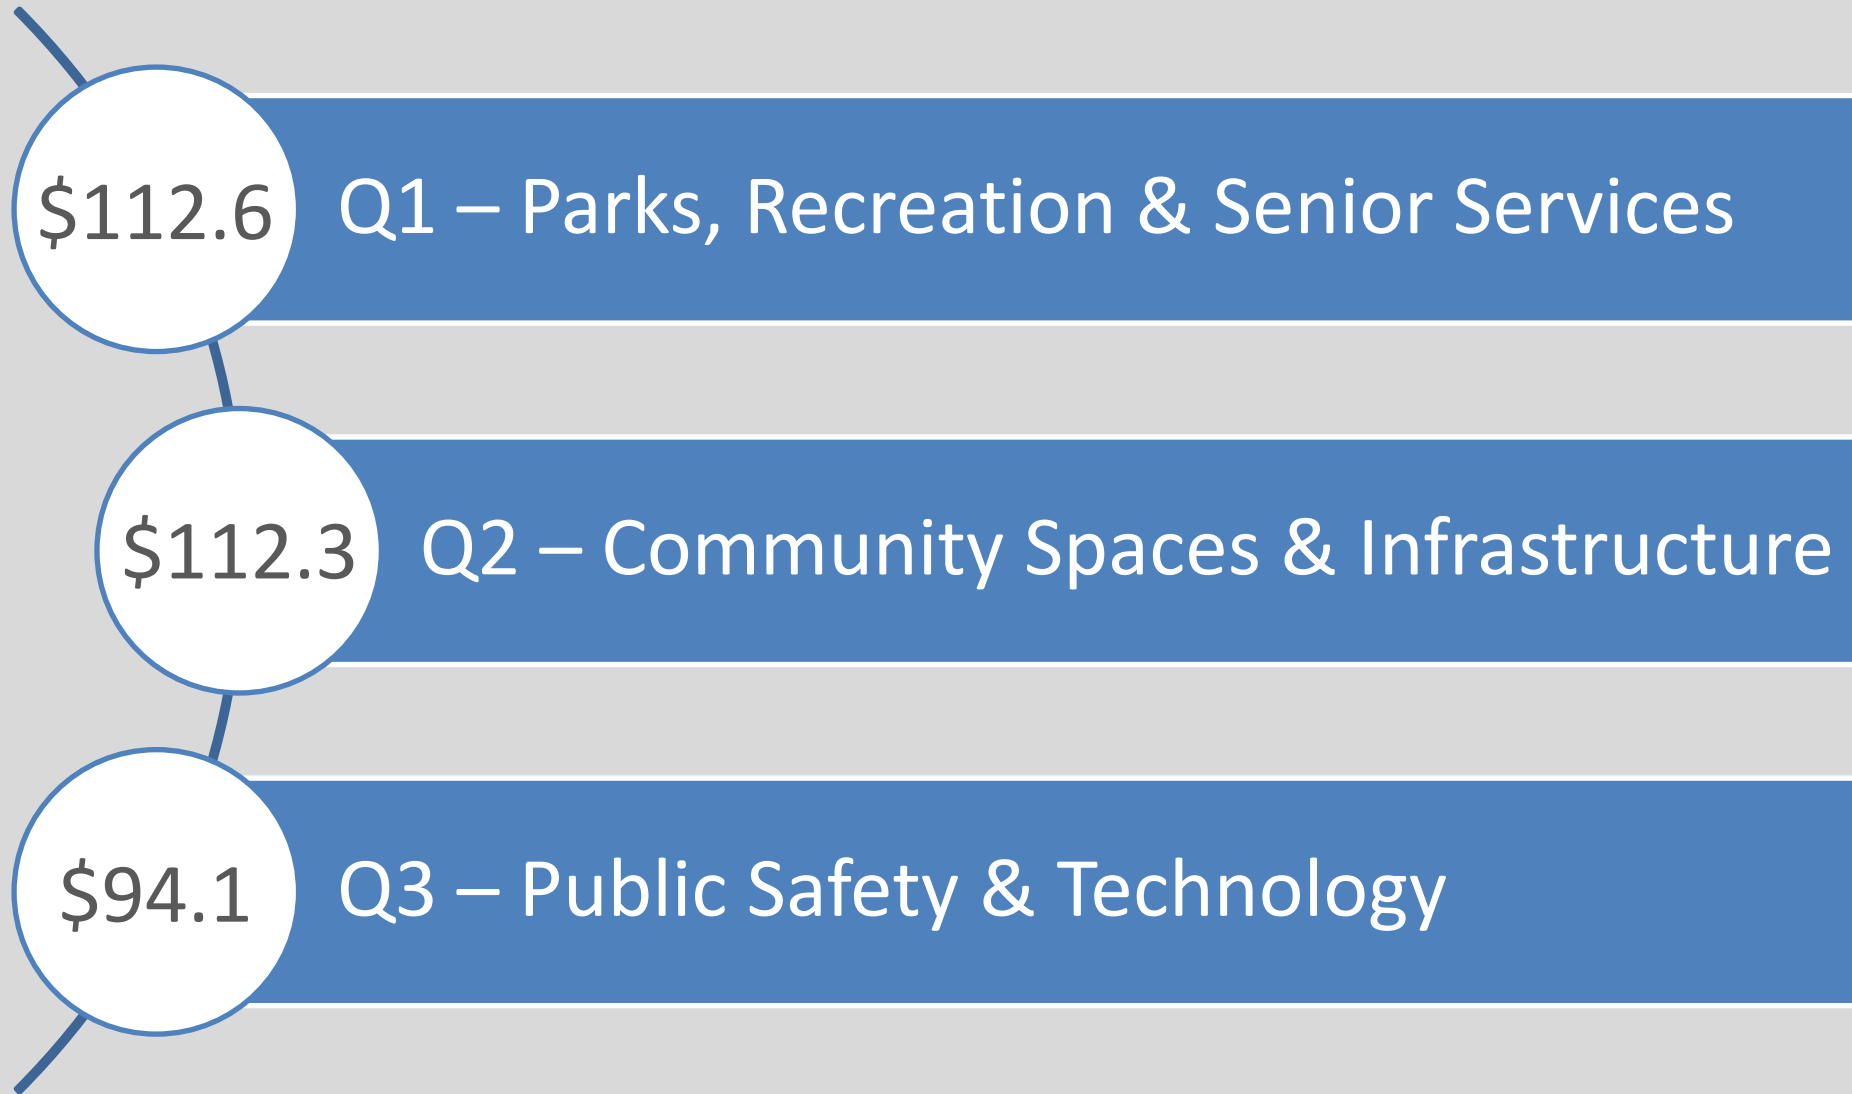 $112.6 Q1 – Parks, Recreation & Senior Services
$112.3 Q2 – Community Spaces & Infrastructure
$94.1 Q3 – Public Safety & Technology